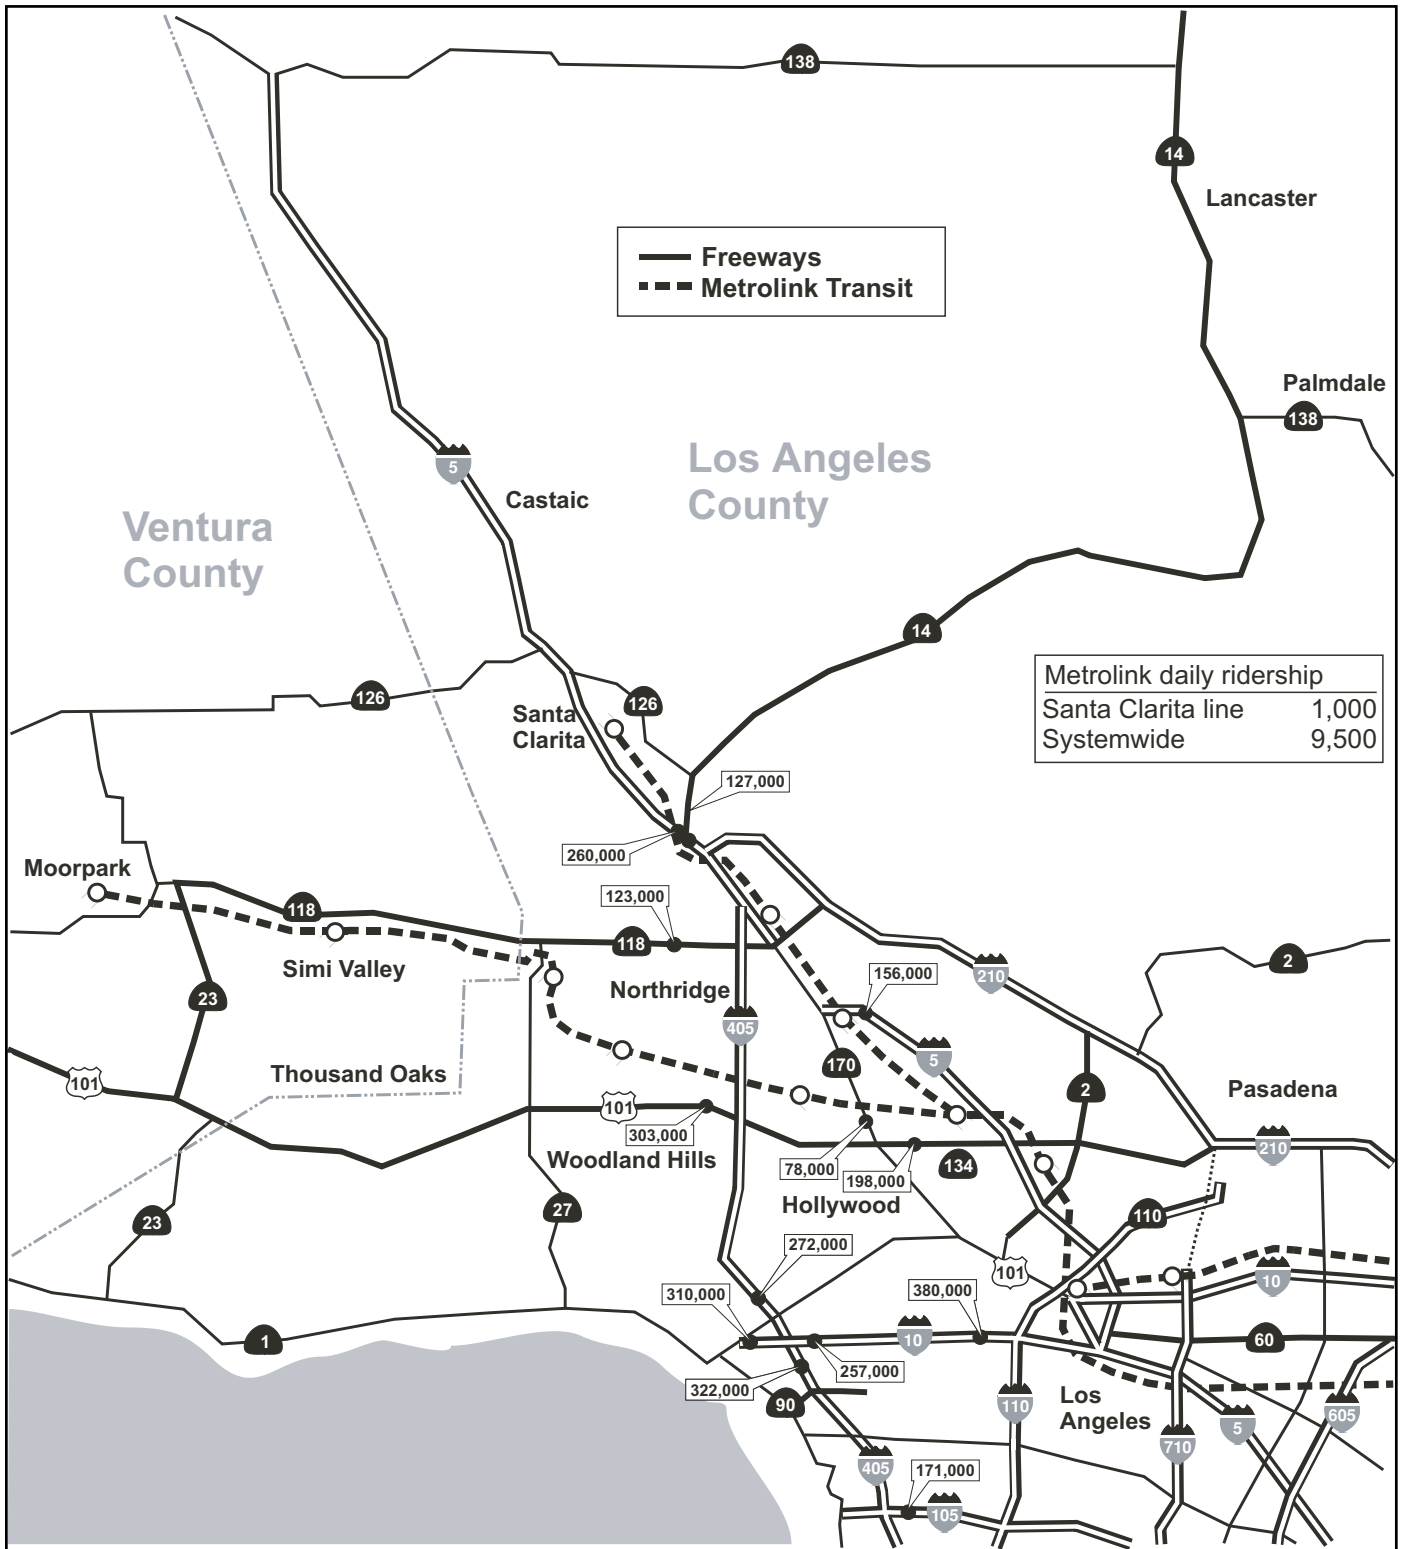 138
14
Lancaster
Freeways
Metrolink Transit
Palmdale
138
Los Angeles
County
5
Castaic
Ventura
County
14
Metrolink daily ridership
Santa Clarita line 1,000
Systemwide 9,500
126
126
Santa
Clarita
127,000
260,000
Moorpark
123,000
118
118
Simi Valley
2
156,000
210
Northridge
23
405
5
170
Thousand Oaks
101
2
Pasadena
101
303,000
210
Woodland Hills
78,000
134
198,000
Hollywood
27
23
110
272,000
101
10
310,000
380,000
1
10
60
257,000
322,000
90
Los
Angeles
110
605
5
710
405
171,000
105